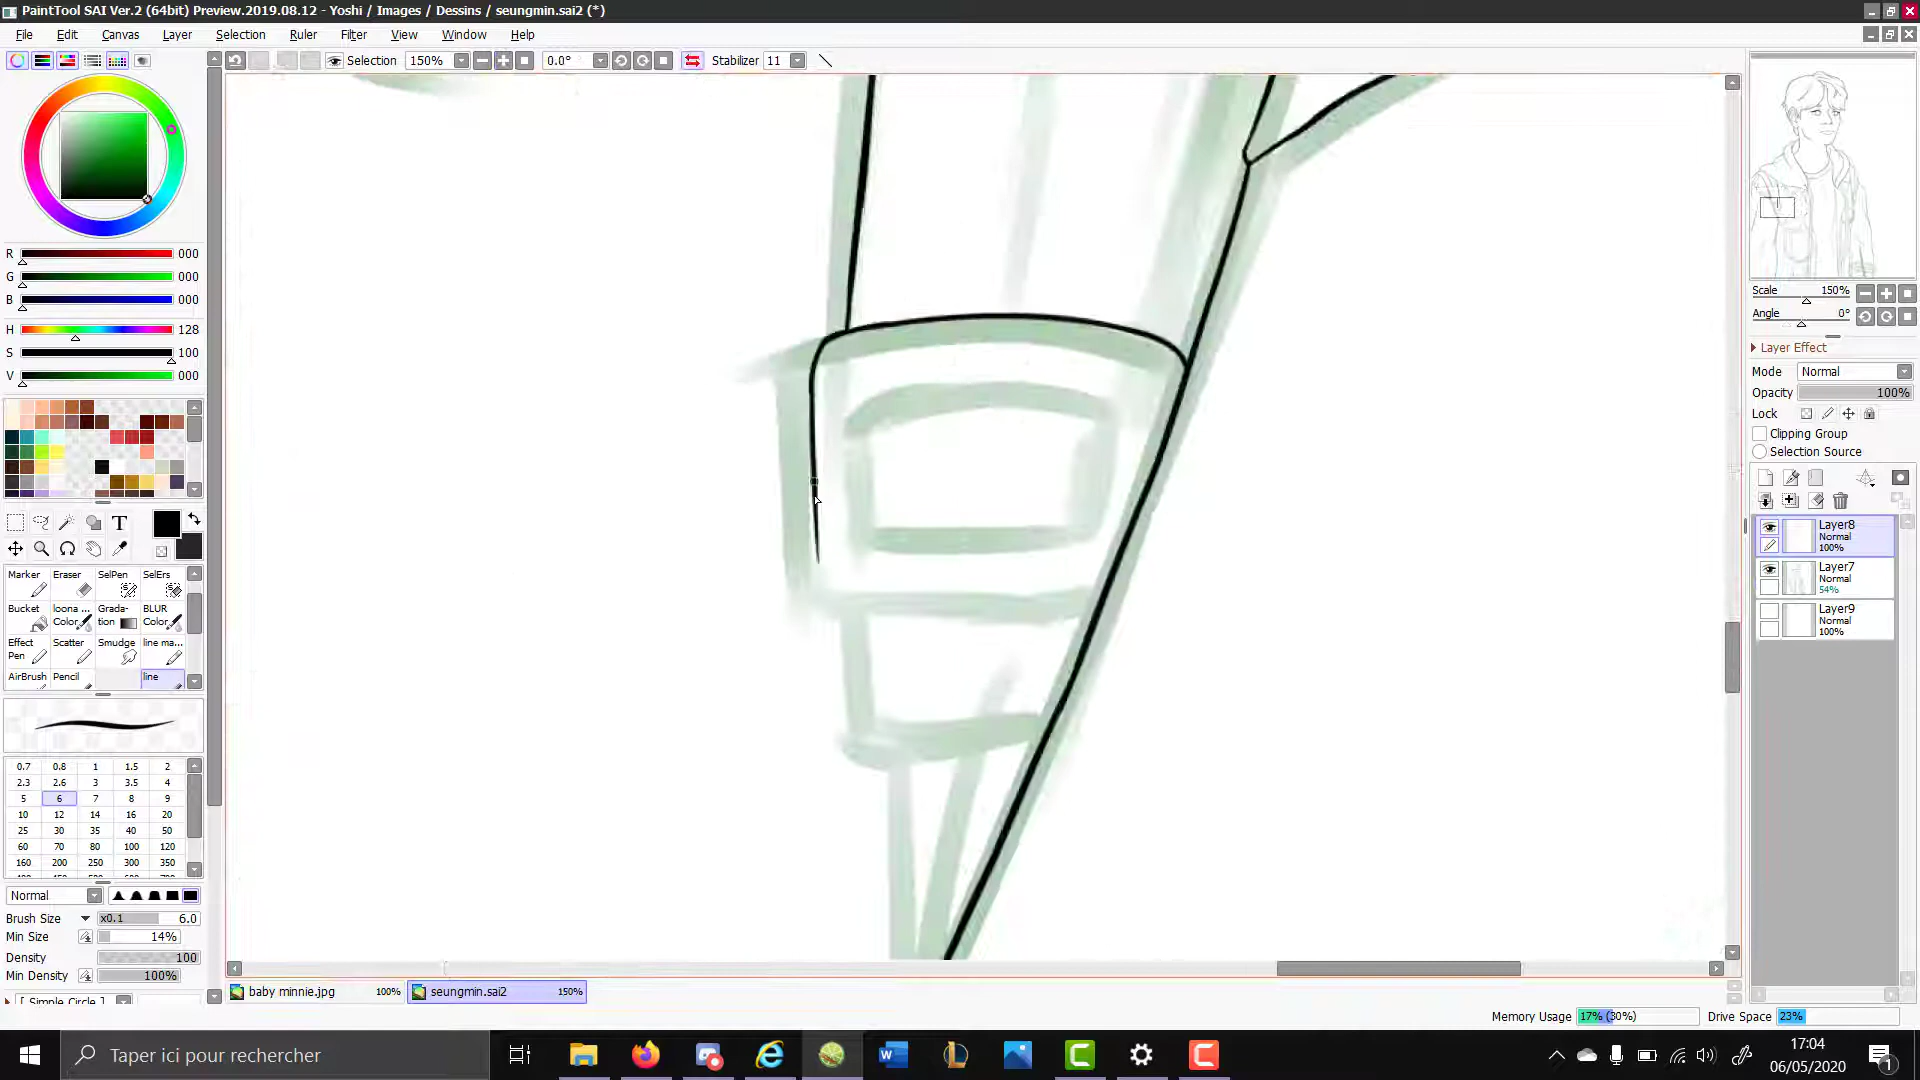 PaintTool SAI Ver.2 (64bit) Preview.2019.08.12 - Yoshi / Images / Dessins / seungmin.sai2 (*)
File Edit Canvas Layer Selection Ruler Filter View Window Help
Selection 150% 0.0° Stabilizer 11
R 000
G 000
B 000
H 128
S 100
V 000
T
Marker Eraser SelPen SelErs
Bucket loona ... Color Grada-tion BLUR Color
Effect Pen Scatter Smudge line ma...
AirBrush Pencil line
0.7 0.8 1 1.5 2
2.3 2.6 3 3.5 4
5 6 7 8 9
10 12 14 16 20
25 30 35 40 50
60 70 80 100 120
160 200 250 300 350
Normal
Brush Size x0.1 6.0
Min Size 14%
Density 100
Min Density 100%
[ Simple Circle ]
Scale 150%
Angle 0°
Layer Effect
Mode Normal
Opacity 100%
Lock
Clipping Group
Selection Source
Layer8
Normal
100%
Layer7
Normal
54%
Layer9
Normal
100%
baby minnie.jpg 100% seungmin.sai2 150%
Memory Usage 17% (30%) Drive Space 23%
Taper ici pour rechercher
17:04
06/05/2020
1